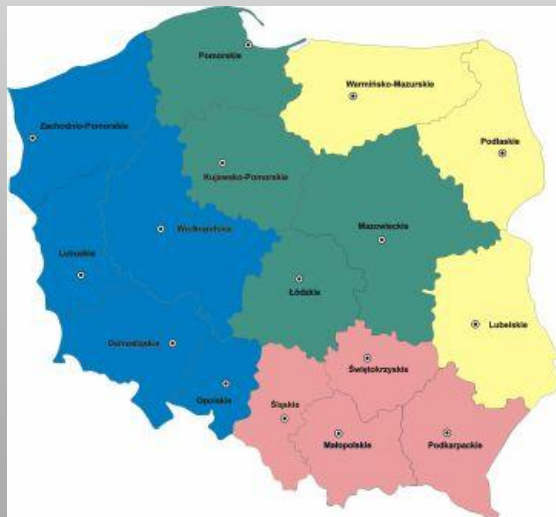 Pomorskie
Warmińsko-Mazurskie
Zachodnio-Pomorskie
Podlaskie
Kujawsko-Pomorskie
Wielkopolskie
Mazowieckie
Lubuskie
Łódzkie
Lubelskie
Dolnośląskie
Świętokrzyskie
Opolskie
Śląskie
Małopolskie
Podkarpackie